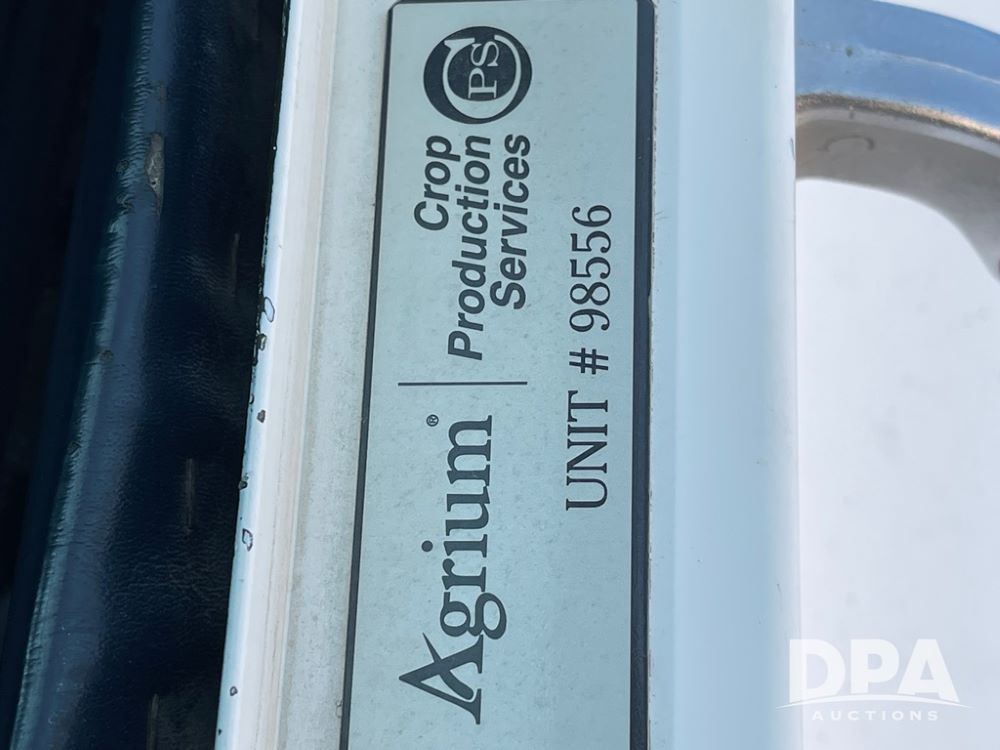 Agrium®
CPS
Crop
Production
Services
UNIT # 98556
DPA
AUCTIONS